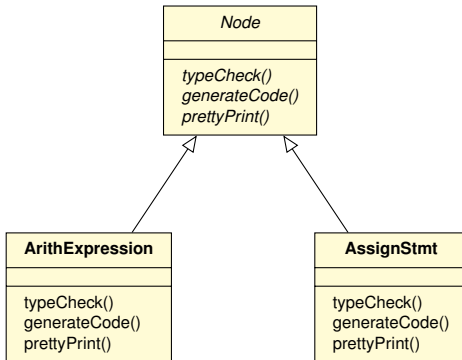 Node
typeCheck()
generateCode()
prettyPrint()
ArithExpression
typeCheck()
generateCode()
prettyPrint()
AssignStmt
typeCheck()
generateCode()
prettyPrint()